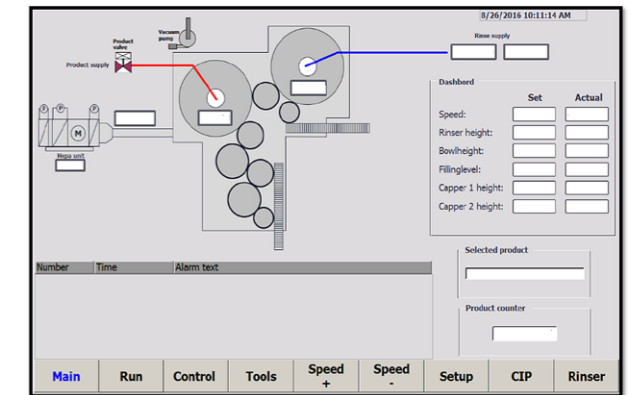 8/26/2016 10:11:14 AM
Vacuum
pump
Product
valve
Product supply
Rinse supply
P P P
M
Hepa unit
Dashbord
Set Actual
Speed:
Rinser height:
Bowlheight:
Fillinglevel:
Capper 1 height:
Capper 2 height:
Selected product
Number Time Alarm text
Product counter
Main Run Control Tools Speed + Speed - Setup CIP Rinser